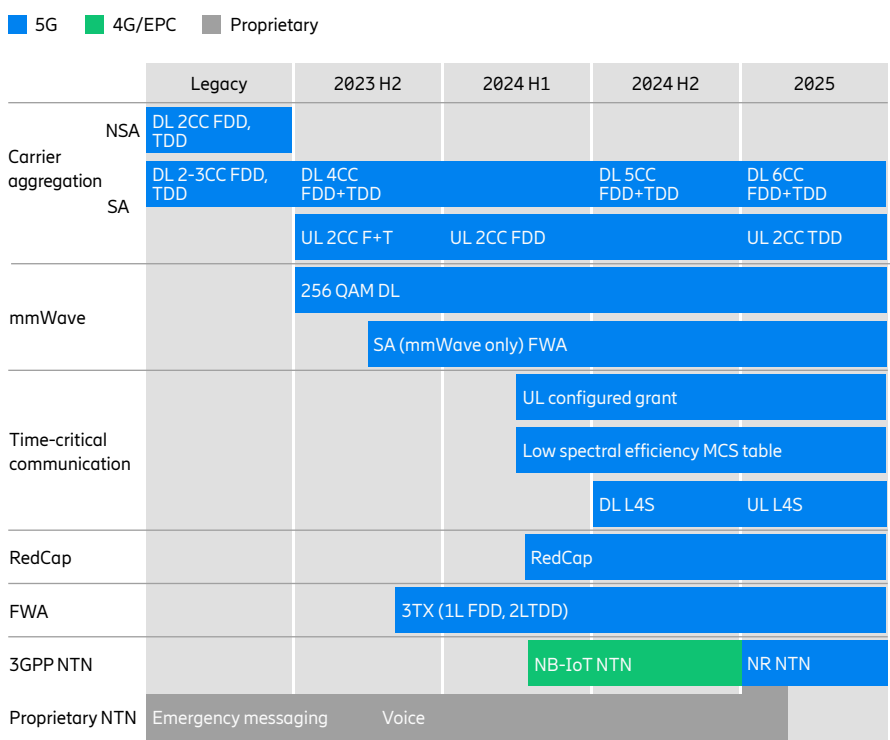 5G 4G/EPC Proprietary
Legacy 2023 H2 2024 H1 2024 H2 2025
Carrier
aggregation
NSA
DL 2CC FDD,
TDD
SA
DL 2-3CC FDD,
TDD
DL 4CC
FDD+TDD
DL 5CC
FDD+TDD
DL 6CC
FDD+TDD
UL 2CC F+T UL 2CC FDD UL 2CC TDD
mmWave
256 QAM DL
SA (mmWave only) FWA
Time-critical
communication
UL configured grant
Low spectral efficiency MCS table
DL L4S UL L4S
RedCap RedCap
FWA 3TX (1L FDD, 2LTDD)
3GPP NTN NB-IoT NTN NR NTN
Proprietary NTN Emergency messaging Voice